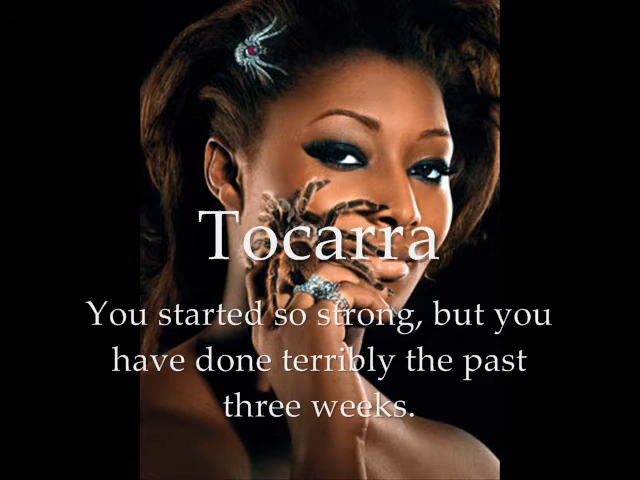 Tocarra
You started so strong, but you
have done terribly the past
three weeks.